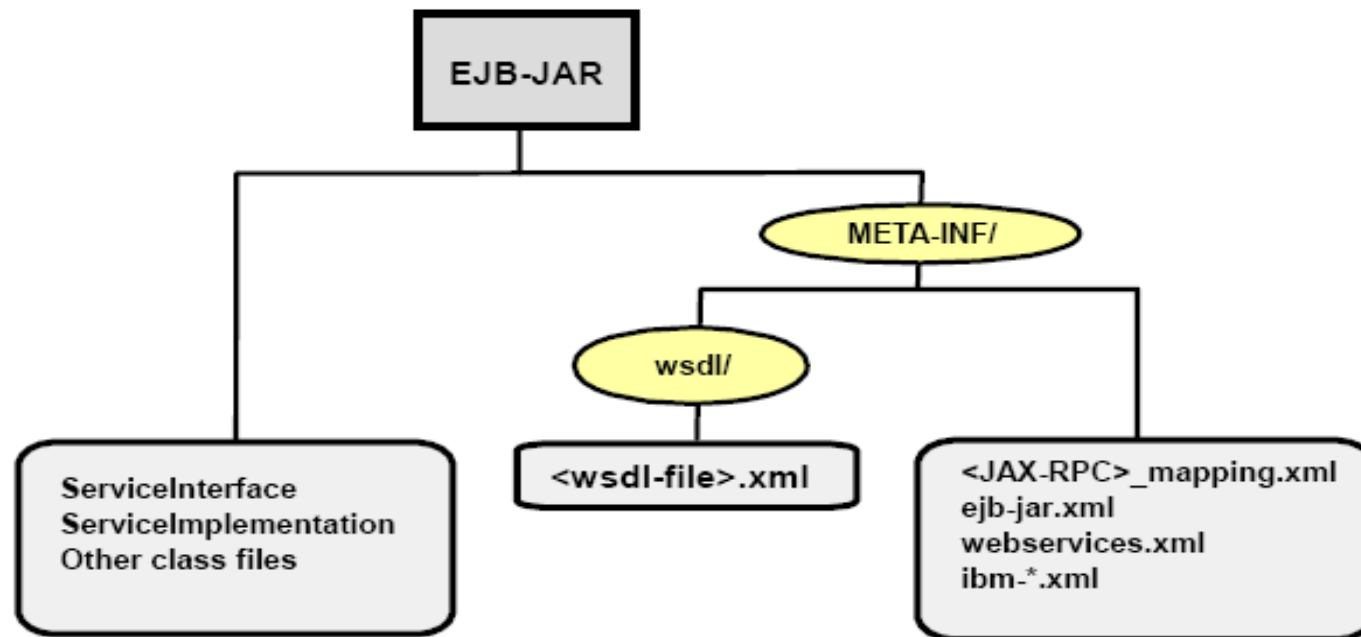 EJB-JAR
META-INF/
wsdl/
<wsdl-file>.xml
ServiceInterface
ServiceImplementation
Other class files
<JAX-RPC>_mapping.xml
ejb-jar.xml
webservices.xml
ibm-*.xml